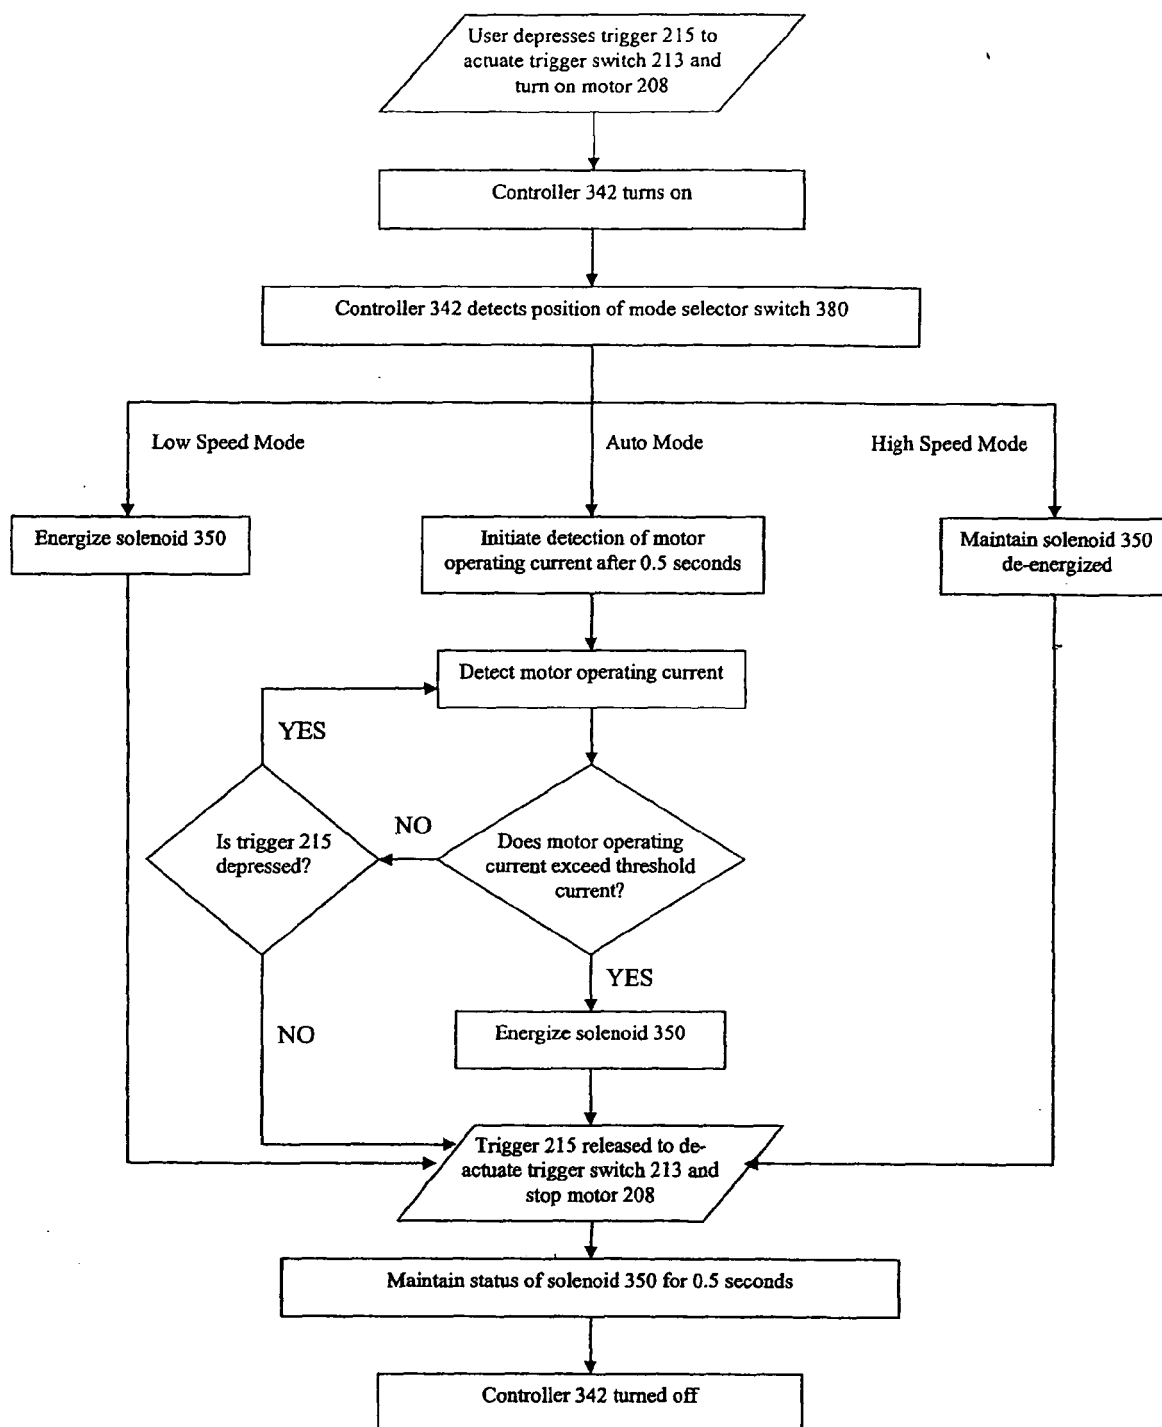 User depresses trigger 215 to
actuate trigger switch 213 and
turn on motor 208
Controller 342 turns on
Controller 342 detects position of mode selector switch 380
Low Speed Mode
Auto Mode
High Speed Mode
Energize solenoid 350
Initiate detection of motor
operating current after 0.5 seconds
Maintain solenoid 350
de-energized
Detect motor operating current
YES
Is trigger 215
depressed?
NO
Does motor operating
current exceed threshold
current?
YES
NO
Energize solenoid 350
Trigger 215 released to de-
actuate trigger switch 213 and
stop motor 208
Maintain status of solenoid 350 for 0.5 seconds
Controller 342 turned off